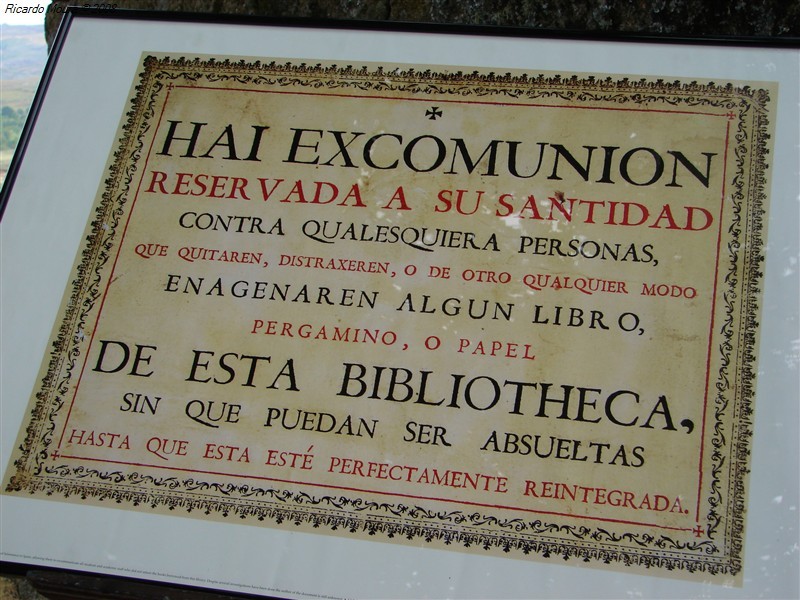 Ricardo
HAI EXCOMUNION
RESERVADA A SU SANTIDAD
CONTRA QUALESQUIERA PERSONAS,
QUE QUITAREN, DISTRAXEREN, O DE OTRO QUALQUIER MODO
ENAGENAREN ALGUN LIBRO,
PERGAMINO, O PAPEL
DE ESTA BIBLIOTHECA,
SIN QUE PUEDAN SER ABSUELTAS
HASTA QUE ESTA ESTÉ PERFECTAMENTE REINTEGRADA.